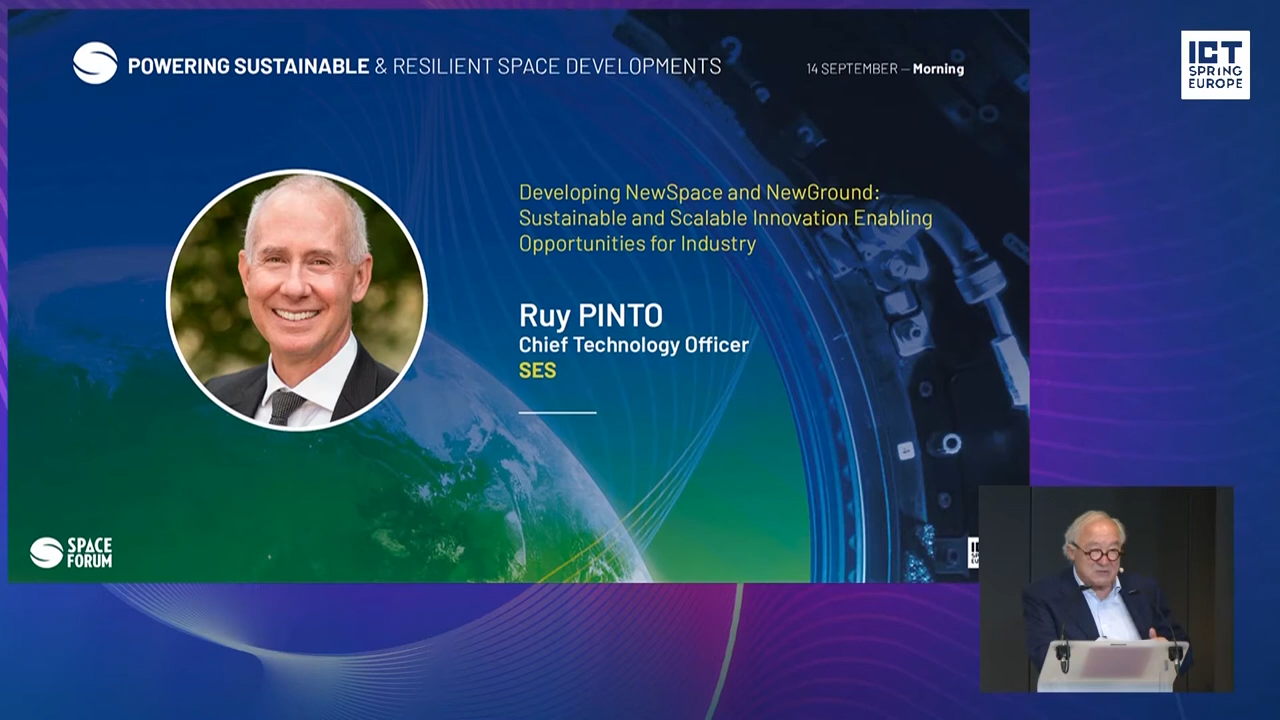 POWERING SUSTAINABLE & RESILIENT SPACE DEVELOPMENTS
14 SEPTEMBER – Morning
ICT
SPRING
EUROPE
Developing NewSpace and NewGround:
Sustainable and Scalable Innovation Enabling
Opportunities for Industry
Ruy PINTO
Chief Technology Officer
SES
SPACE
FORUM